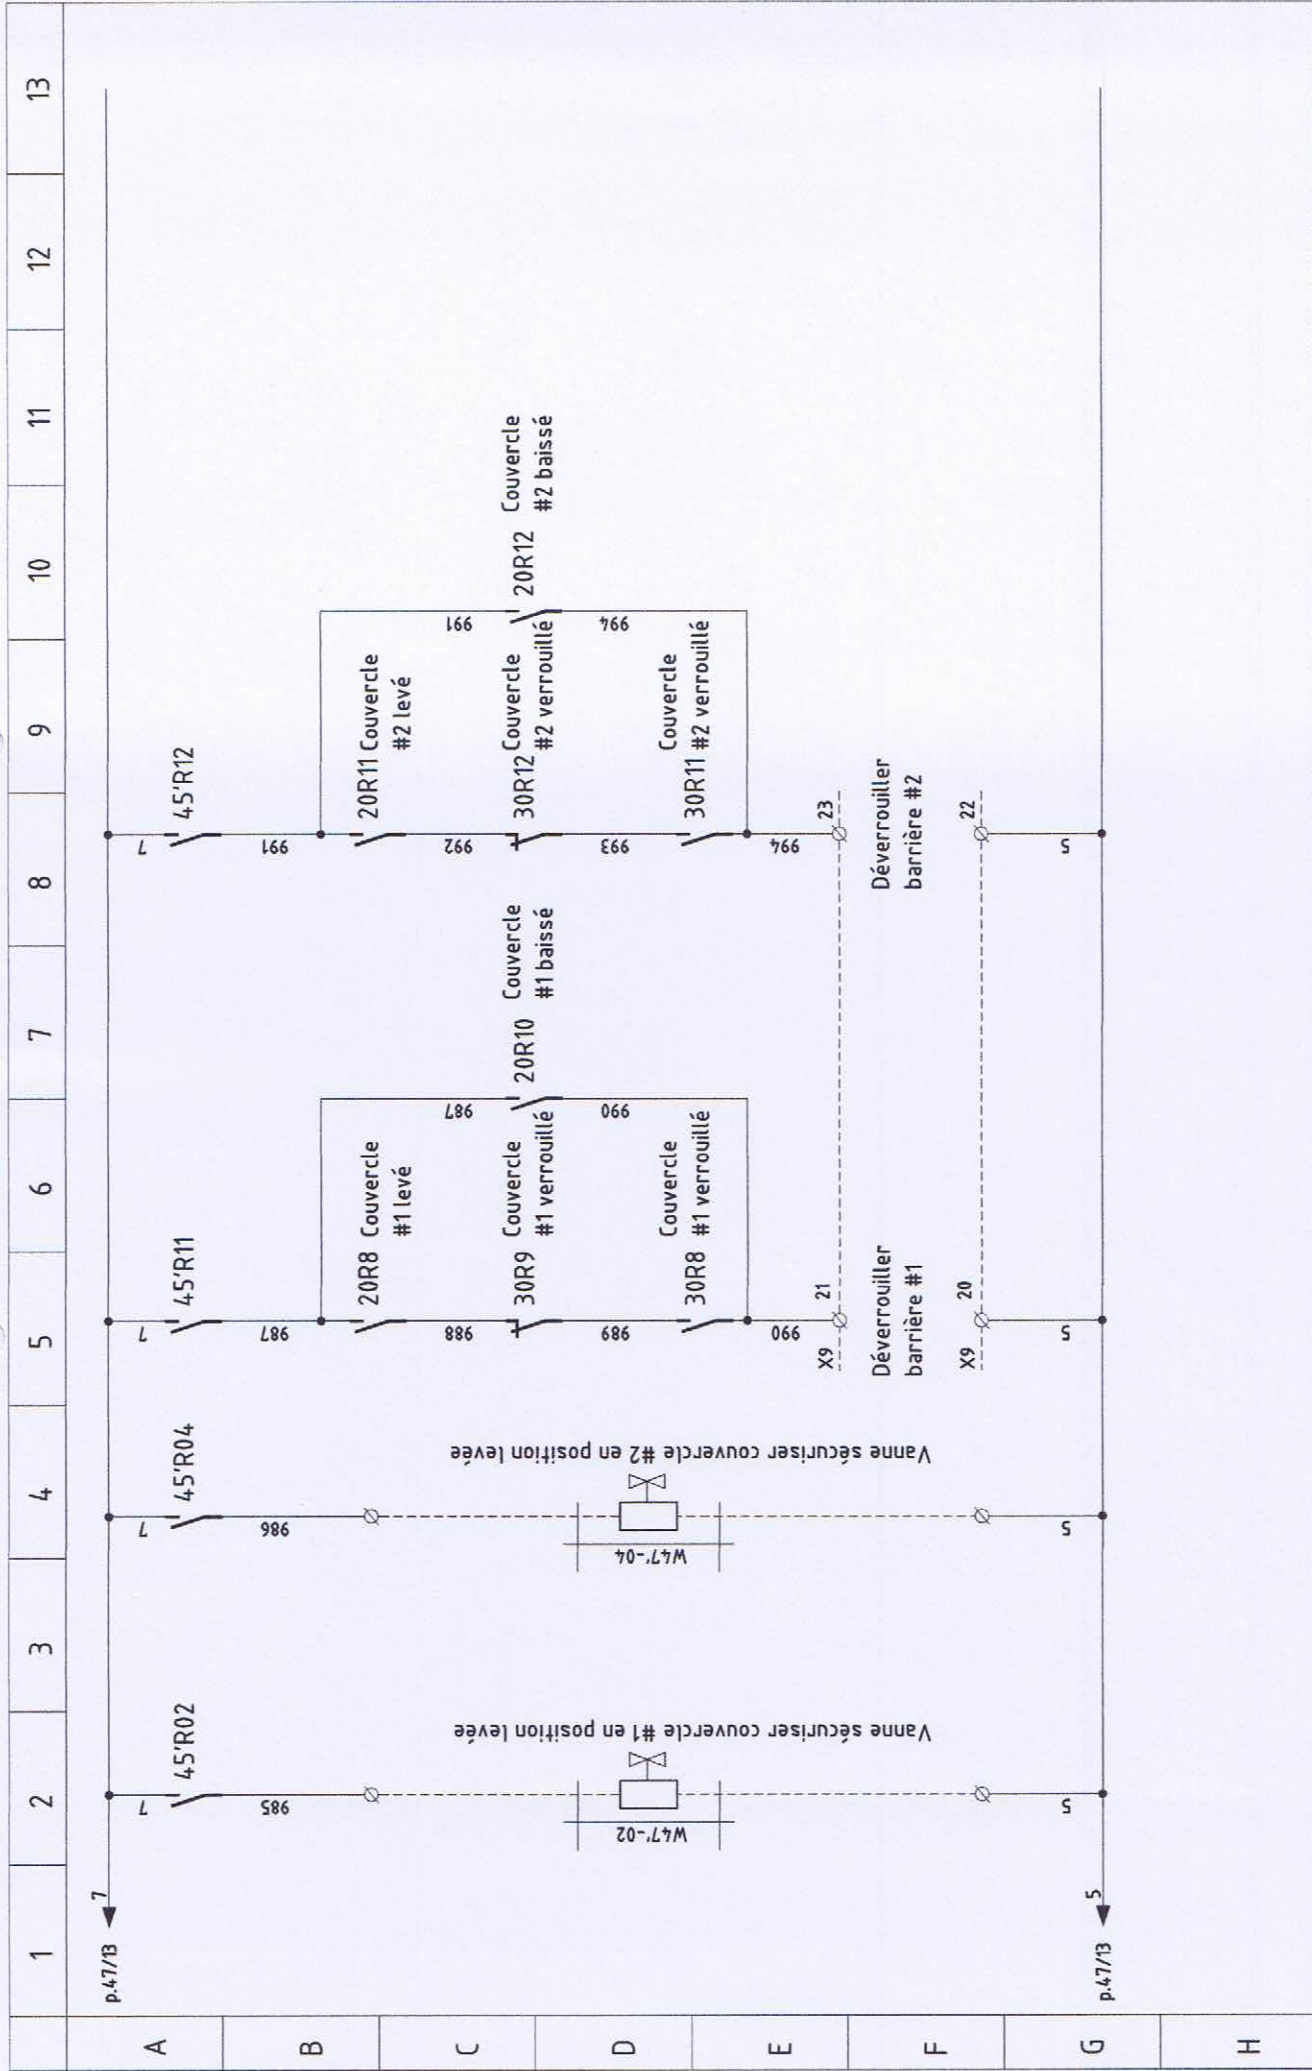 1 2 3 4 5 6 7 8 9 10 11 12 13
A
B
C
D
E
F
G
H
p.47/13
7
7
45'R02
985
W47'-02
Vanne sécuriser couvercle #1 en position levée
5
7
45'R04
986
W47'-04
Vanne sécuriser couvercle #2 en position levée
5
7
45'R11
987
20R8 Couvercle
#1 levé
988
30R9 Couvercle
#1 verrouillé
989
30R8 Couvercle
#1 verrouillé
990
987
20R10 Couvercle
#1 baissé
990
X9 21
Déverrouiller
barrière #1
X9 20
5
7
45'R12
991
20R11 Couvercle
#2 levé
992
30R12 Couvercle
#2 verrouillé
993
30R11 Couvercle
#2 verrouillé
994
991
20R12 Couvercle
#2 baissé
994
23
Déverrouiller
barrière #2
22
5
p.47/13
5